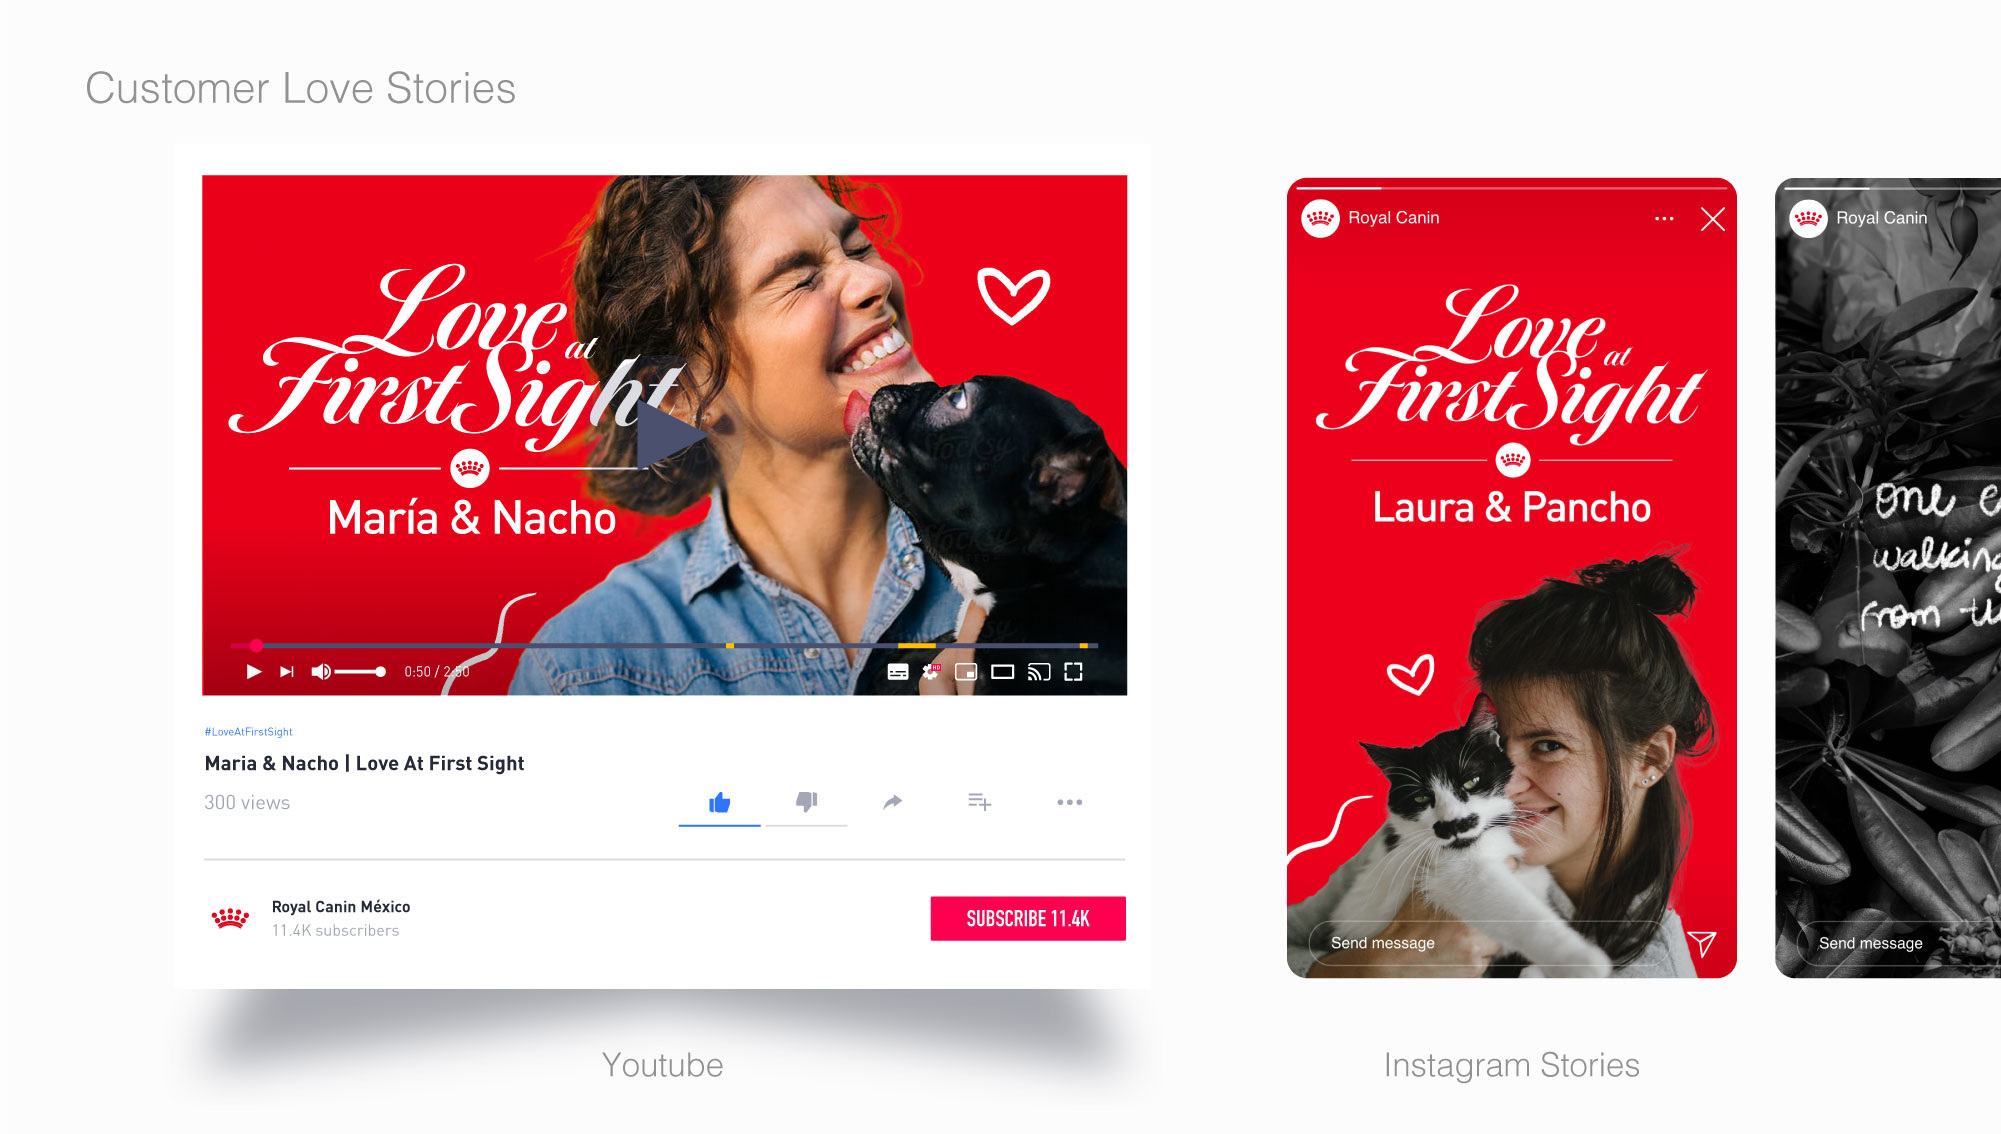 Customer Love Stories
Love at
First Sight
María & Nacho
stocksy
0:50 / 2:50
HD
#LoveAtFirstSight
Maria & Nacho | Love At First Sight
300 views
Royal Canin México
11.4K subscribers
SUBSCRIBE 11.4K
Youtube
Royal Canin
Love at
First Sight
Laura & Pancho
Send message
Instagram Stories
Royal Canin
one
walking
from
Send message